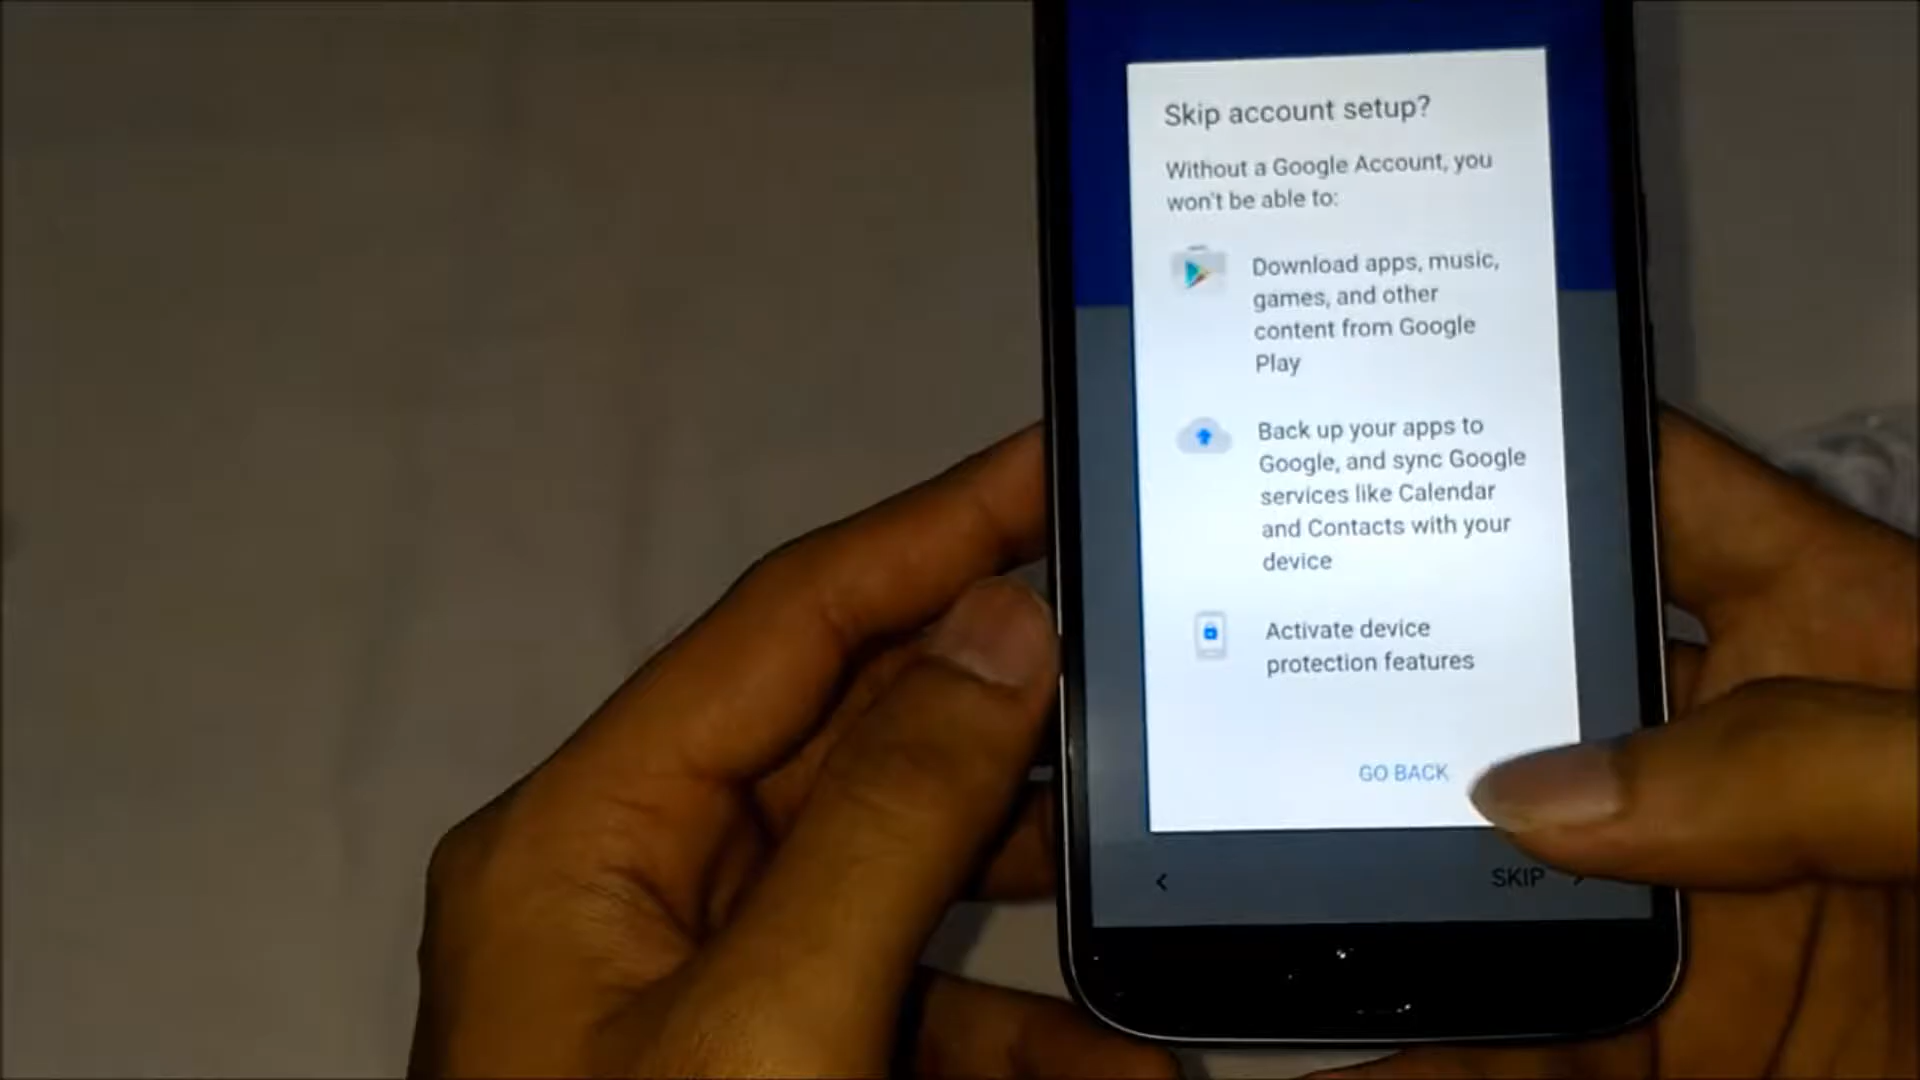 Skip account setup?
Without a Google Account, you
won't be able to:
Download apps, music,
games, and other
content from Google
Play
Back up your apps to
Google, and sync Google
services like Calendar
and Contacts with your
device
Activate device
protection features
GO BACK
SKIP